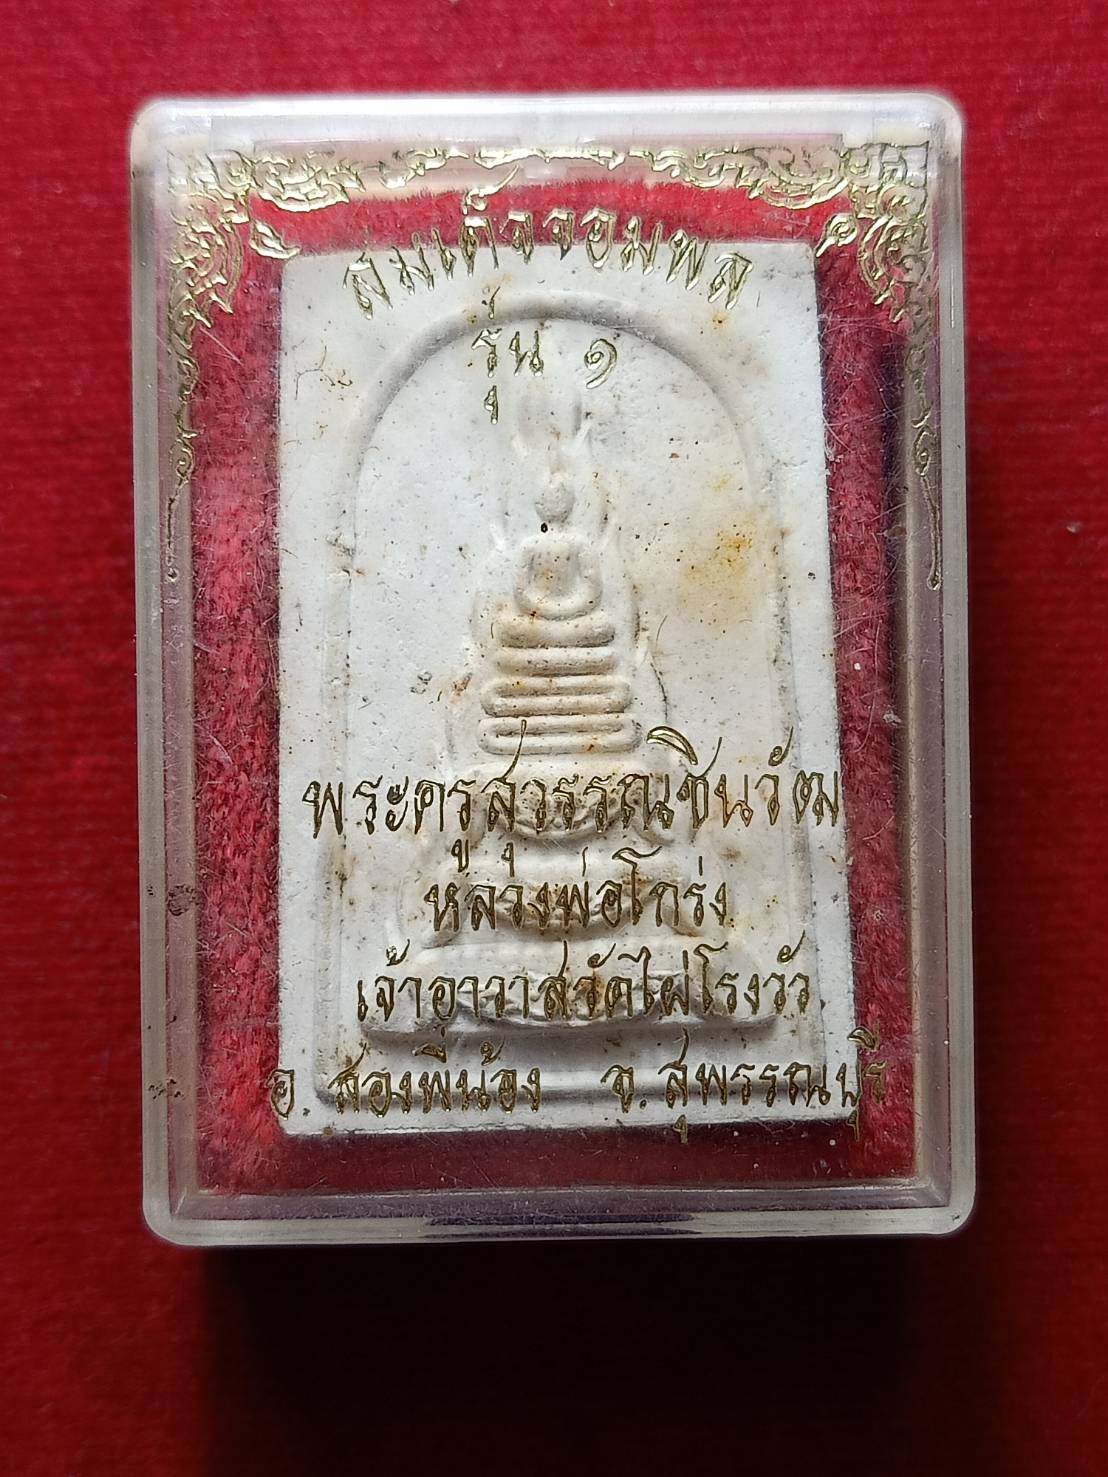 สมเด็จจอมพล
รุ่น ๑
พระครูสุวรรณชินวัฒ
หลวงพ่อโกร่ง
เจ้าอาวาสวัดไผ่โรงวัว
อ. สองพี่น้อง จ. สุพรรณบุรี